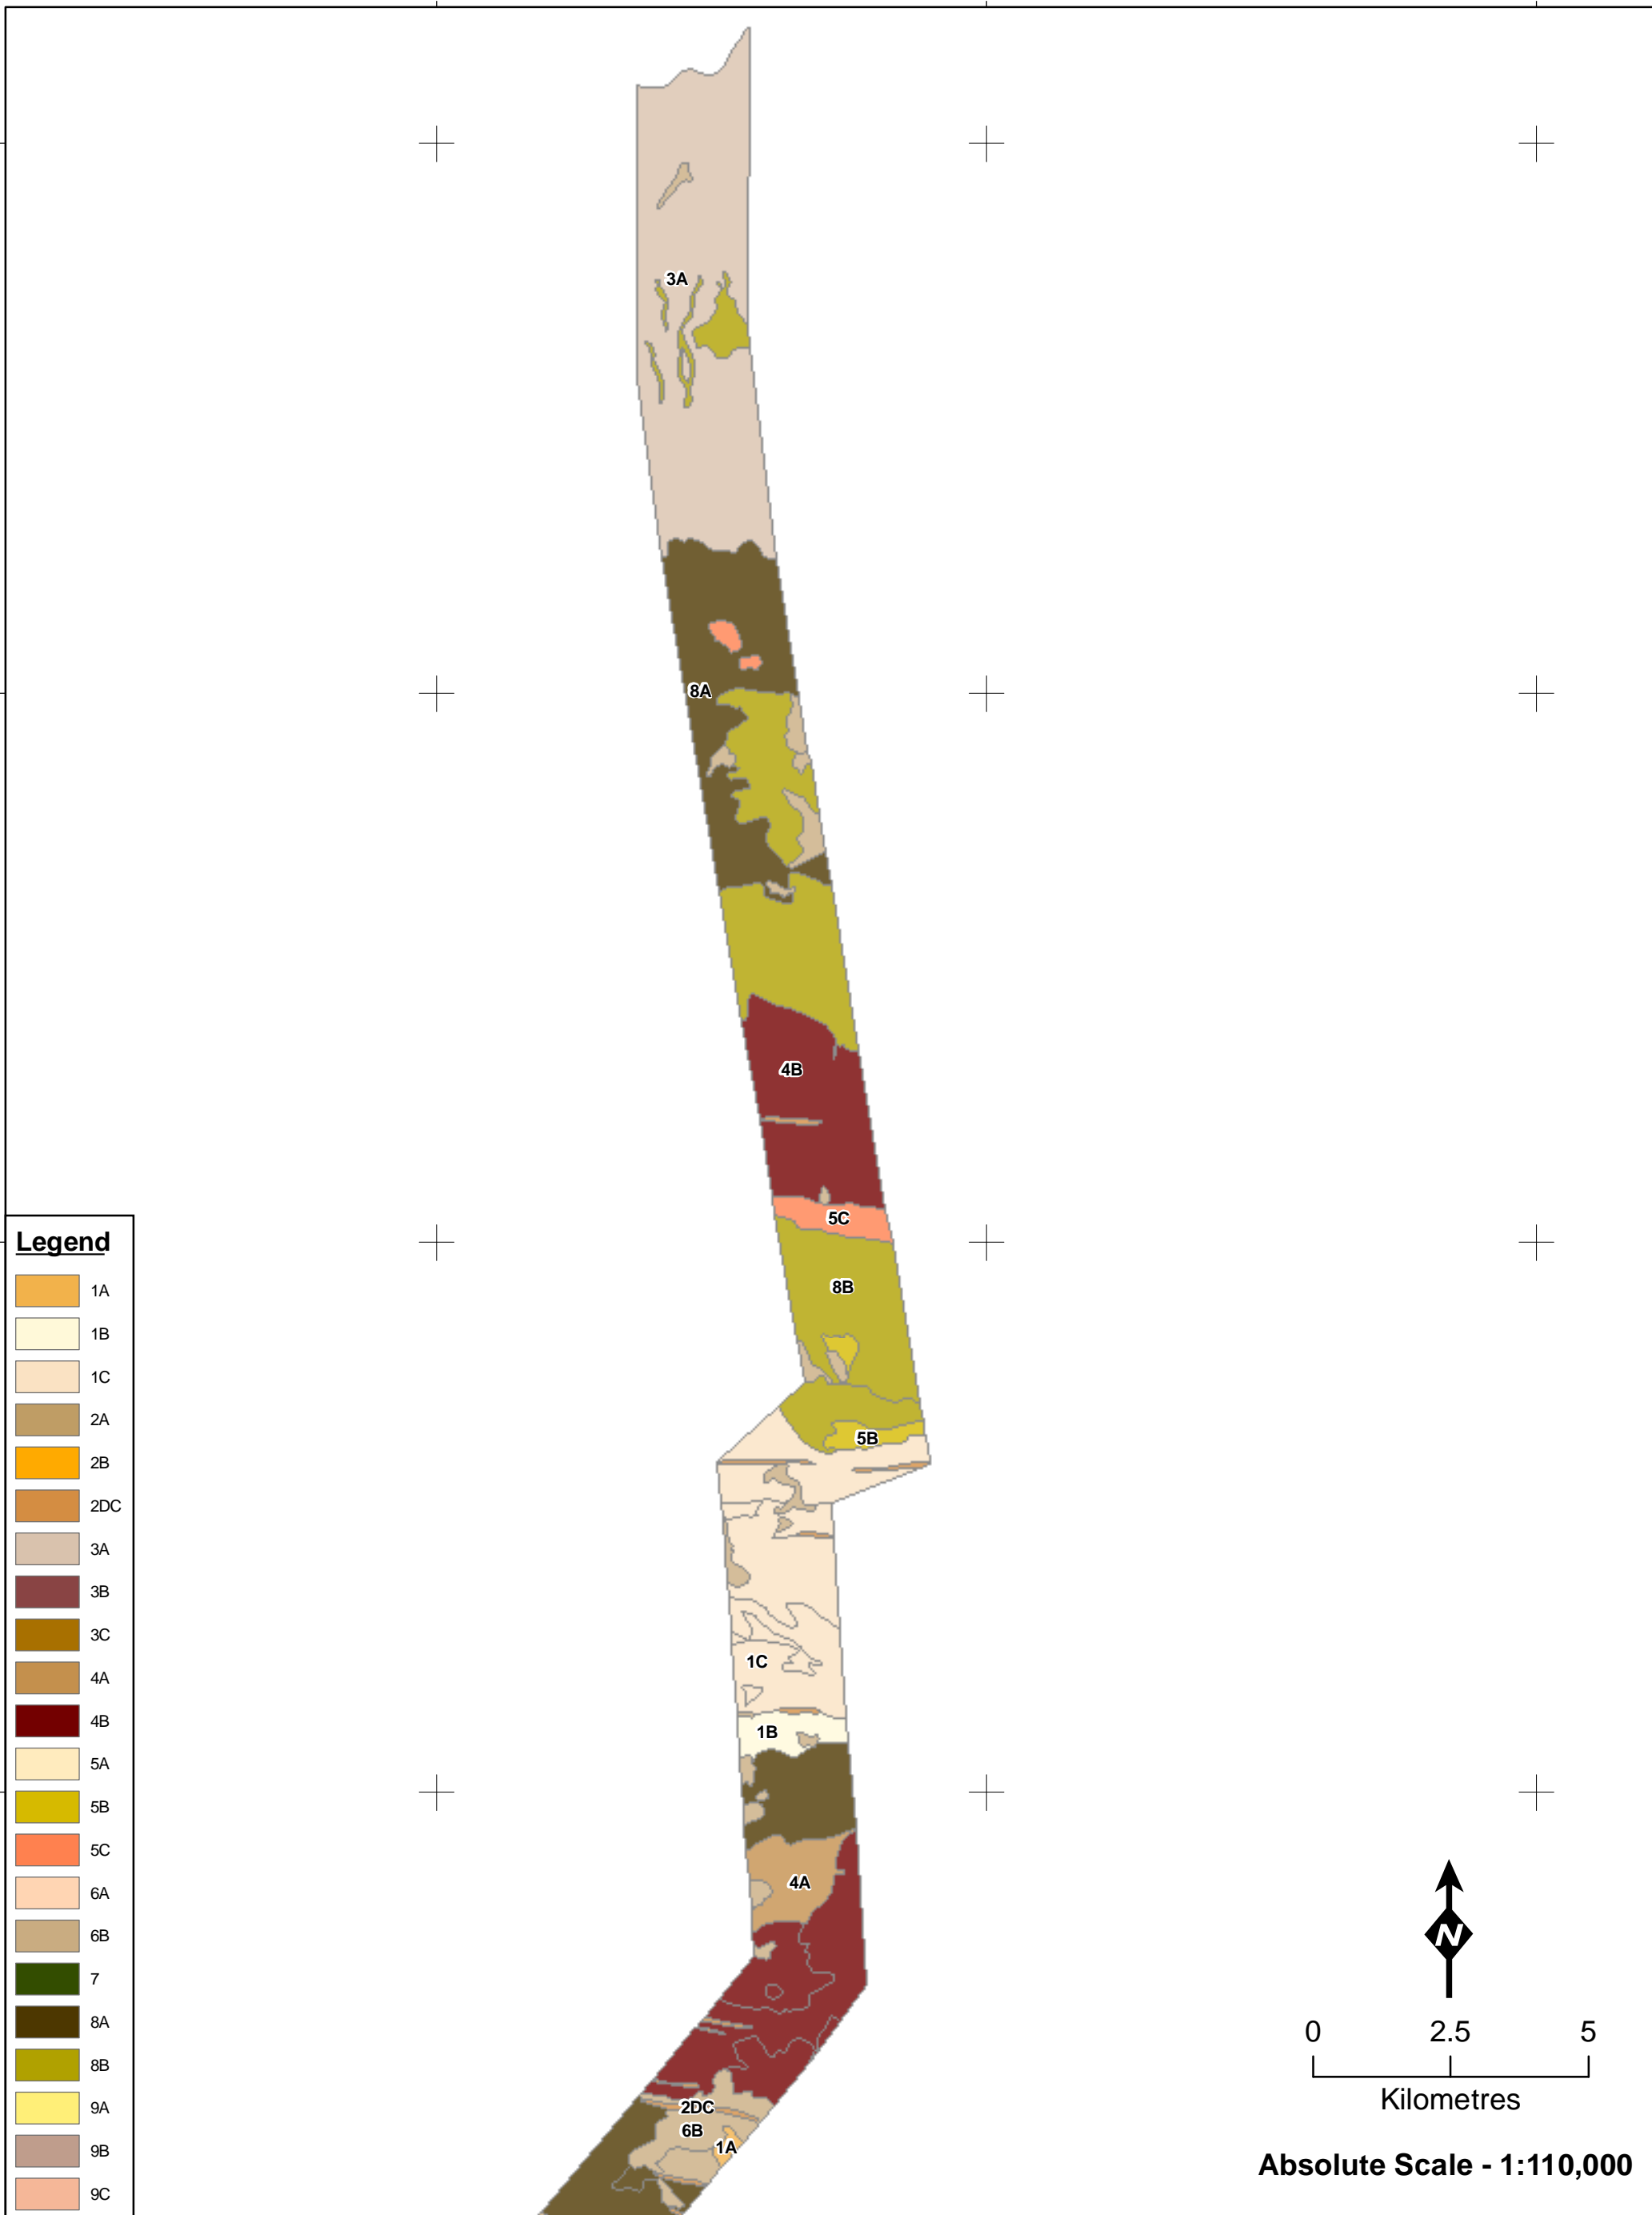 3A
8A
4B
5C
8B
5B
1C
1B
4A
2DC
6B
1A
Legend
1A
1B
1C
2A
2B
2DC
3A
3B
3C
4A
4B
5A
5B
5C
6A
6B
7
8A
8B
9A
9B
9C
N
0 2.5 5
Kilometres
Absolute Scale - 1:110,000